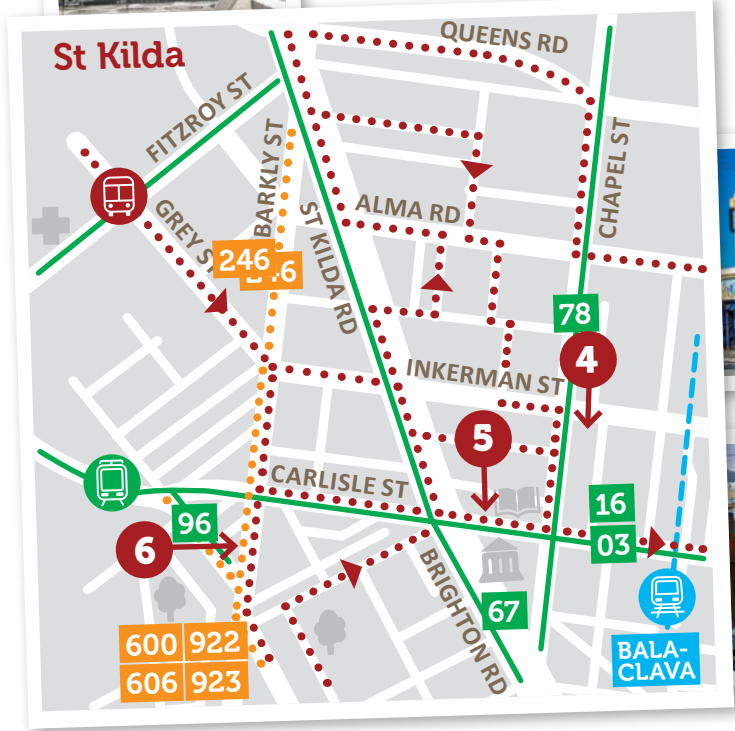 St Kilda
QUEENS RD
FITZROY ST
BARKLY ST
CHAPEL ST
GREY ST
ST KILDA RD
ALMA RD
246
246
78
4
INKERMAN ST
5
CARLISLE ST
16
03
96
6
BRIGHTON RD
67
600 922
606 923
BALA-
CLAVA